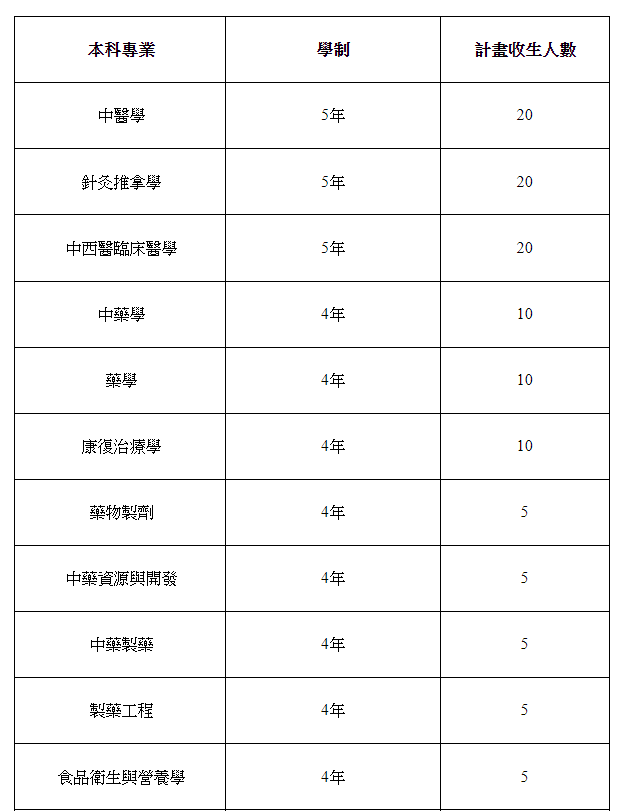 本科專業 學制 計畫收生人數
中醫學 5年 20
針灸推拿學 5年 20
中西醫臨床醫學 5年 20
中藥學 4年 10
藥學 4年 10
康復治療學 4年 10
藥物製劑 4年 5
中藥資源與開發 4年 5
中藥製藥 4年 5
製藥工程 4年 5
食品衛生與營養學 4年 5